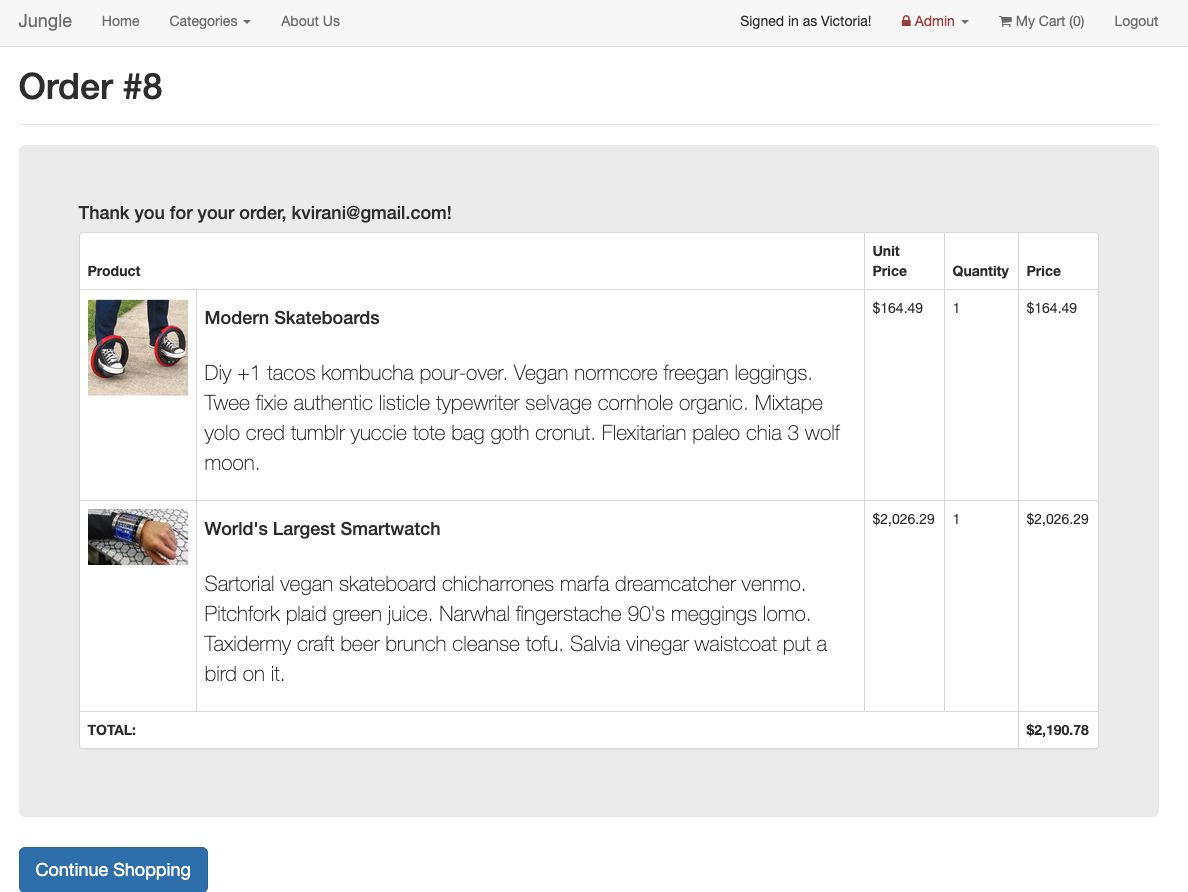 Jungle Home Categories About Us Signed in as Victoria! Admin My Cart (0) Logout
Order #8
Thank you for your order, kvirani@gmail.com!
Product Unit Price Quantity Price
Modern Skateboards $164.49 1 $164.49
Diy +1 tacos kombucha pour-over. Vegan normcore freegan leggings.
Twee fixie authentic listicle typewriter selvage cornhole organic. Mixtape
yolo cred tumblr yuccie tote bag goth cronut. Flexitarian paleo chia 3 wolf
moon.
World's Largest Smartwatch $2,026.29 1 $2,026.29
Sartorial vegan skateboard chicharrones marfa dreamcatcher venmo.
Pitchfork plaid green juice. Narwhal fingerstache 90's meggings lomo.
Taxidermy craft beer brunch cleanse tofu. Salvia vinegar waistcoat put a
bird on it.
TOTAL: $2,190.78
Continue Shopping